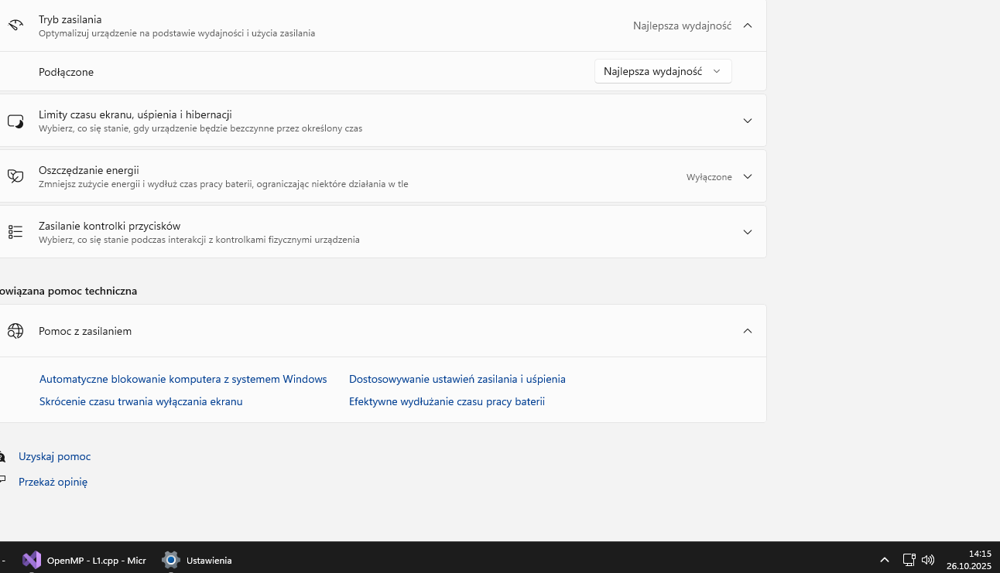 Tryb zasilania
Optymalizuj urządzenie na podstawie wydajności i użycia zasilania
Najlepsza wydajność
Podłączone
Najlepsza wydajność
Limity czasu ekranu, uśpienia i hibernacji
Wybierz, co się stanie, gdy urządzenie będzie bezczynne przez określony czas
Oszczędzanie energii
Zmniejsz zużycie energii i wydłuż czas pracy baterii, ograniczając niektóre działania w tle
Wyłączone
Zasilanie kontrolki przycisków
Wybierz, co się stanie podczas interakcji z kontrolkami fizycznymi urządzenia
owiązana pomoc techniczna
Pomoc z zasilaniem
Automatyczne blokowanie komputera z systemem Windows
Dostosowywanie ustawień zasilania i uśpienia
Skrócenie czasu trwania wyłączania ekranu
Efektywne wydłużanie czasu pracy baterii
Uzyskaj pomoc
Przekaż opinię
- OpenMP - L1.cpp - Micr
Ustawienia
14:15
26.10.2025